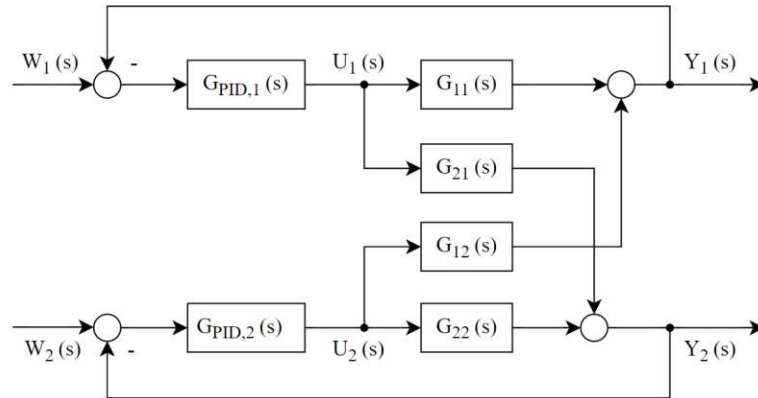 W₁(s) - U₁(s) Y₁(s)
G_PID,1(s) G₁₁(s)
G₂₁(s)
G₁₂(s)
G_PID,2(s) G₂₂(s)
W₂(s) - U₂(s) Y₂(s)